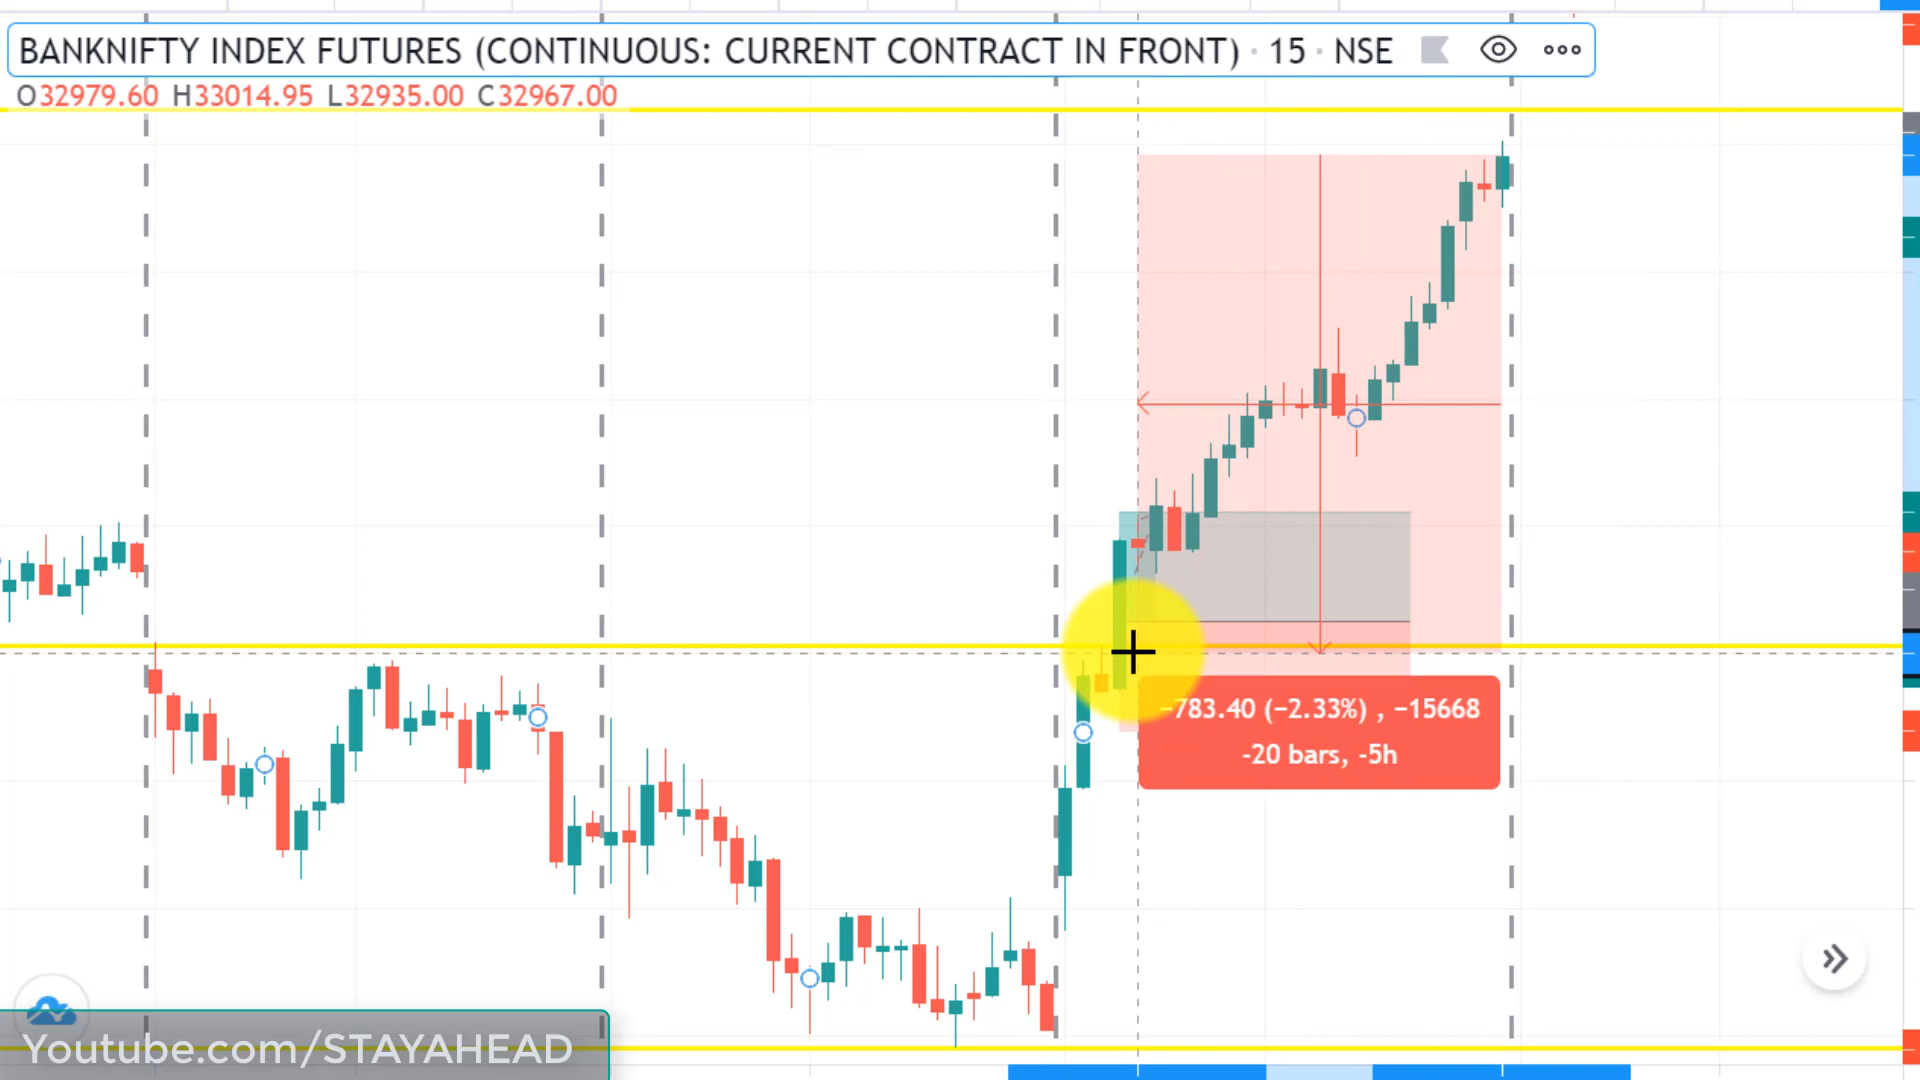 BANKNIFTY INDEX FUTURES (CONTINUOUS: CURRENT CONTRACT IN FRONT) · 15 · NSE
O32979.60 H33014.95 L32935.00 C32967.00
−783.40 (−2.33%) , −15668
-20 bars, -5h
Youtube.com/STAYAHEAD